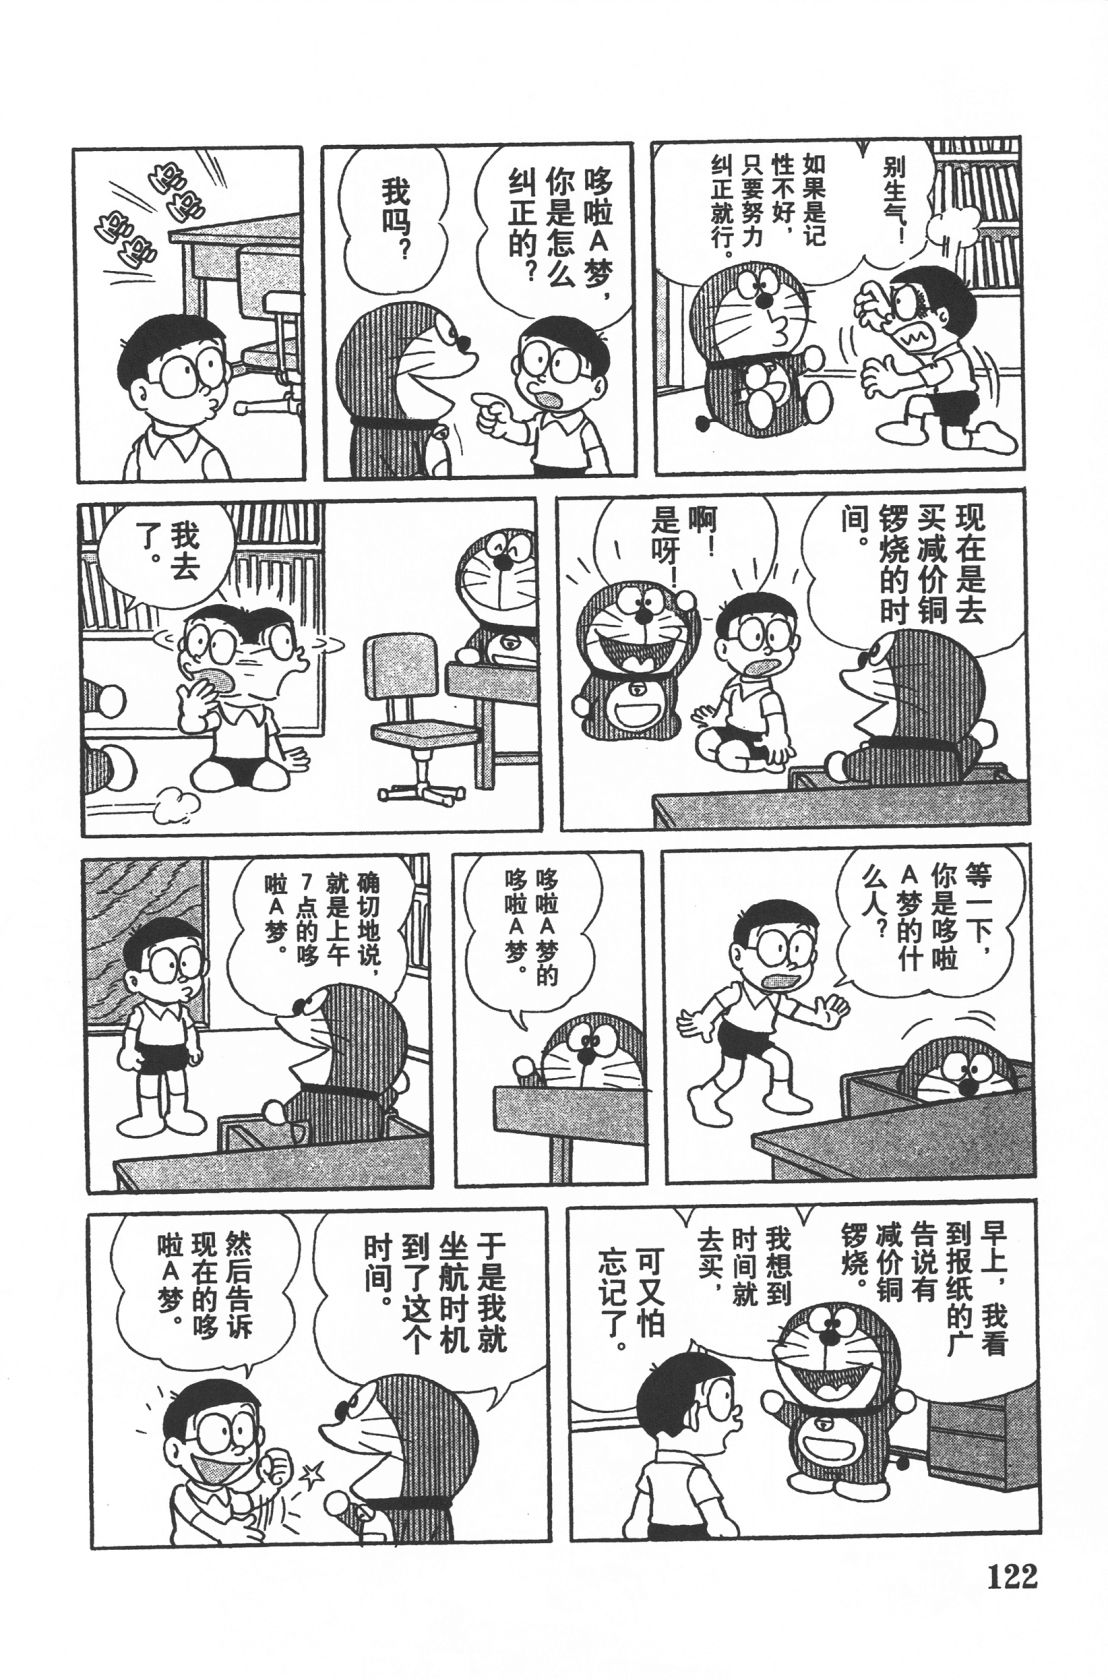 别生气！
如果是记
性不好，
只要努力
纠正就行。
哆啦A梦，
你是怎么
纠正的？
我吗？
咚咚
咚咚
现在是去
买减价铜
锣烧的时
间。
啊！
是呀！
我去
了。
等一下，
你是哆啦
A梦的什
么人？
哆啦A梦的
哆啦A梦。
确切地说，
就是上午
7点的哆
啦A梦。
早上，我看
到报纸的广
告说有
减价铜
锣烧。
我想到
时间就
去买，
可又怕
忘记了。
于是我就
坐航时机
到了这个
时间。
然后告诉
现在的哆
啦A梦。
122